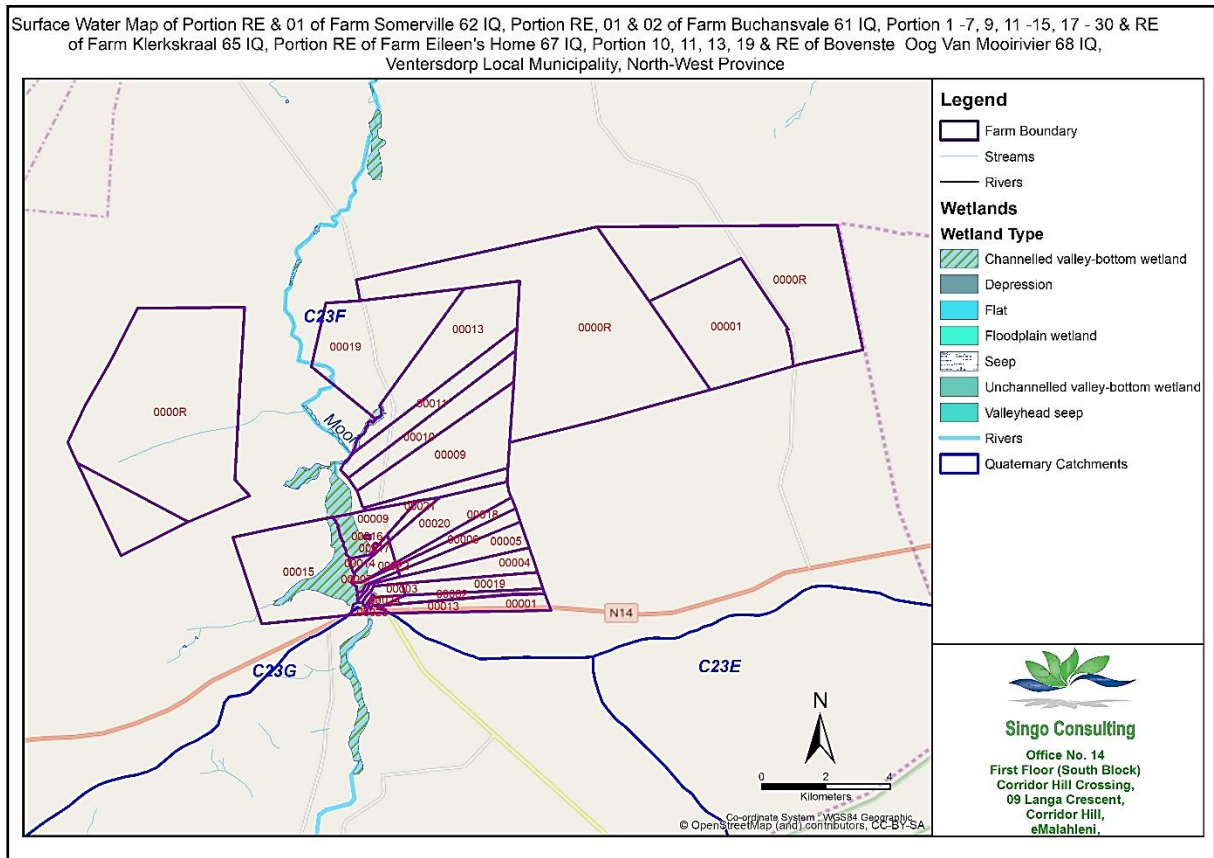 Surface Water Map of Portion RE & 01 of Farm Somerville 62 IQ, Portion RE, 01 & 02 of Farm Buchansvale 61 IQ, Portion 1 -7, 9, 11 -15, 17 - 30 & RE
of Farm Klerkskraal 65 IQ, Portion RE of Farm Eileen's Home 67 IQ, Portion 10, 11, 13, 19 & RE of Bovenste Oog Van Mooirivier 68 IQ,
Ventersdorp Local Municipality, North-West Province
0000R
C23F
00013
0000R
00001
00019
0000R
00011
Mooi
00010
00009
00021
00009
00020
00018
00016
00006
00005
00017
00014
00004
00015
00003
00019
00002
00013
00001
N14
C23G
C23E
N
0 2 4
Kilometers
Co-ordinate System - WGS84 Geographic
© OpenStreetMap (and) contributors, CC-BY-SA
Legend
Farm Boundary
Streams
Rivers
Wetlands
Wetland Type
Channelled valley-bottom wetland
Depression
Flat
Floodplain wetland
Seep
Unchannelled valley-bottom wetland
Valleyhead seep
Rivers
Quaternary Catchments
Singo Consulting
Office No. 14
First Floor (South Block)
Corridor Hill Crossing,
09 Langa Crescent,
Corridor Hill,
eMalahleni,